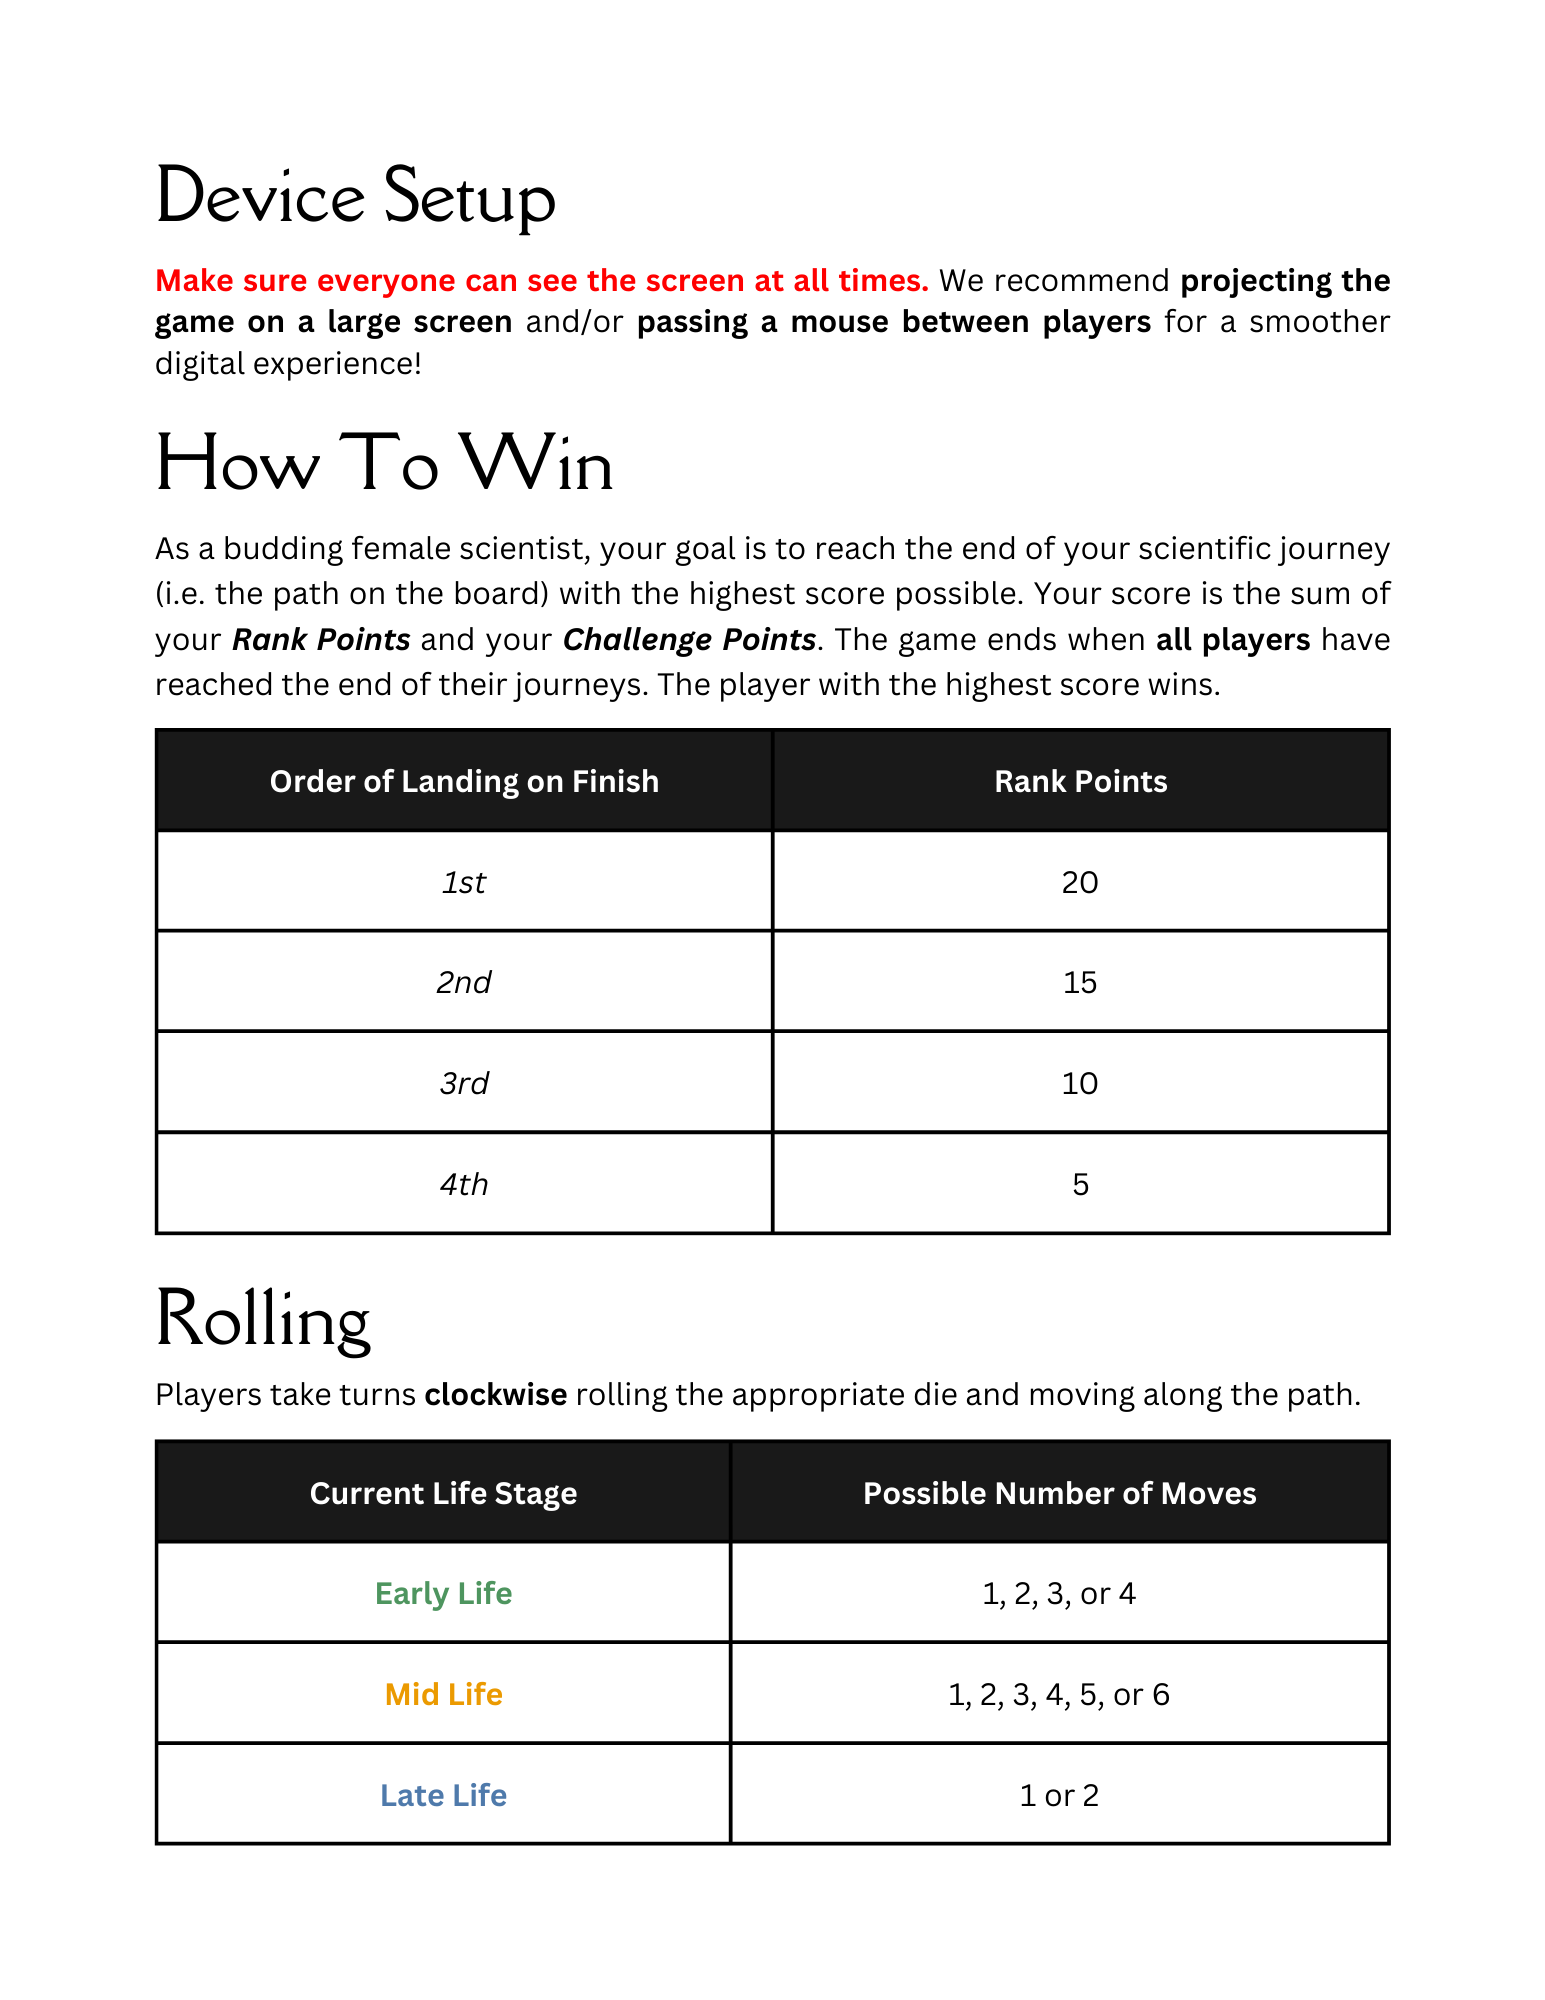 Device Setup
Make sure everyone can see the screen at all times. We recommend projecting the
game on a large screen and/or passing a mouse between players for a smoother
digital experience!
How To Win
As a budding female scientist, your goal is to reach the end of your scientific journey
(i.e. the path on the board) with the highest score possible. Your score is the sum of
your Rank Points and your Challenge Points. The game ends when all players have
reached the end of their journeys. The player with the highest score wins.
Order of Landing on Finish Rank Points
1st 20
2nd 15
3rd 10
4th 5
Rolling
Players take turns clockwise rolling the appropriate die and moving along the path.
Current Life Stage Possible Number of Moves
Early Life 1, 2, 3, or 4
Mid Life 1, 2, 3, 4, 5, or 6
Late Life 1 or 2